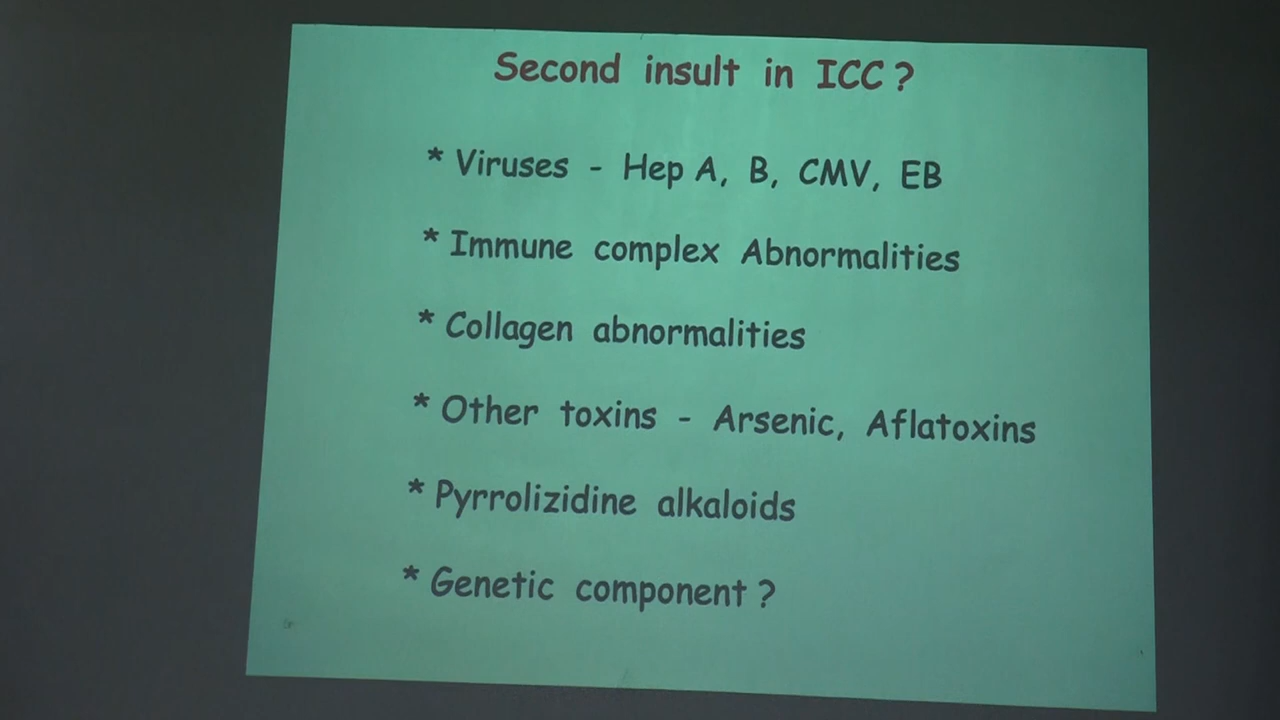 Second insult in ICC ?
* Viruses - Hep A, B, CMV, EB
* Immune complex Abnormalities
* Collagen abnormalities
* Other toxins - Arsenic, Aflatoxins
* Pyrrolizidine alkaloids
* Genetic component ?